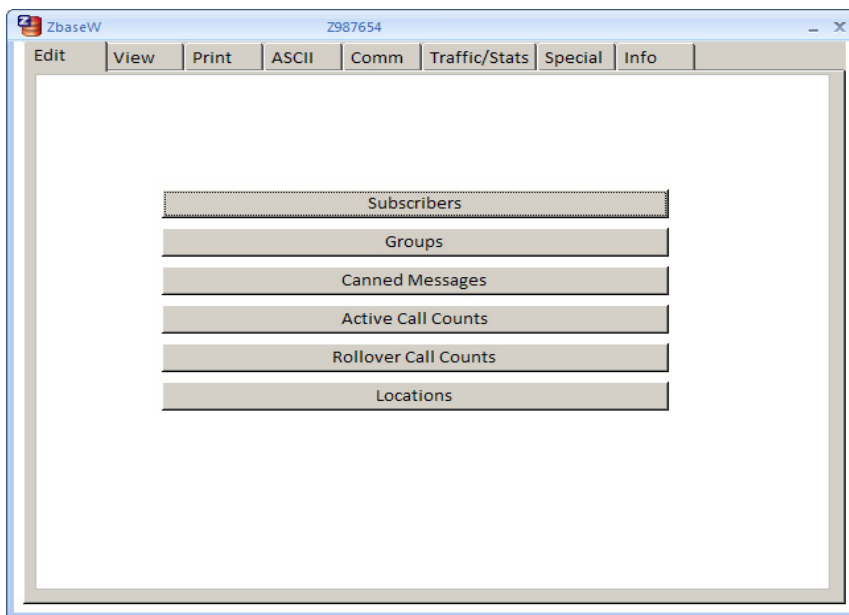 ZbaseW Z987654
Edit View Print ASCII Comm Traffic/Stats Special Info
Subscribers
Groups
Canned Messages
Active Call Counts
Rollover Call Counts
Locations